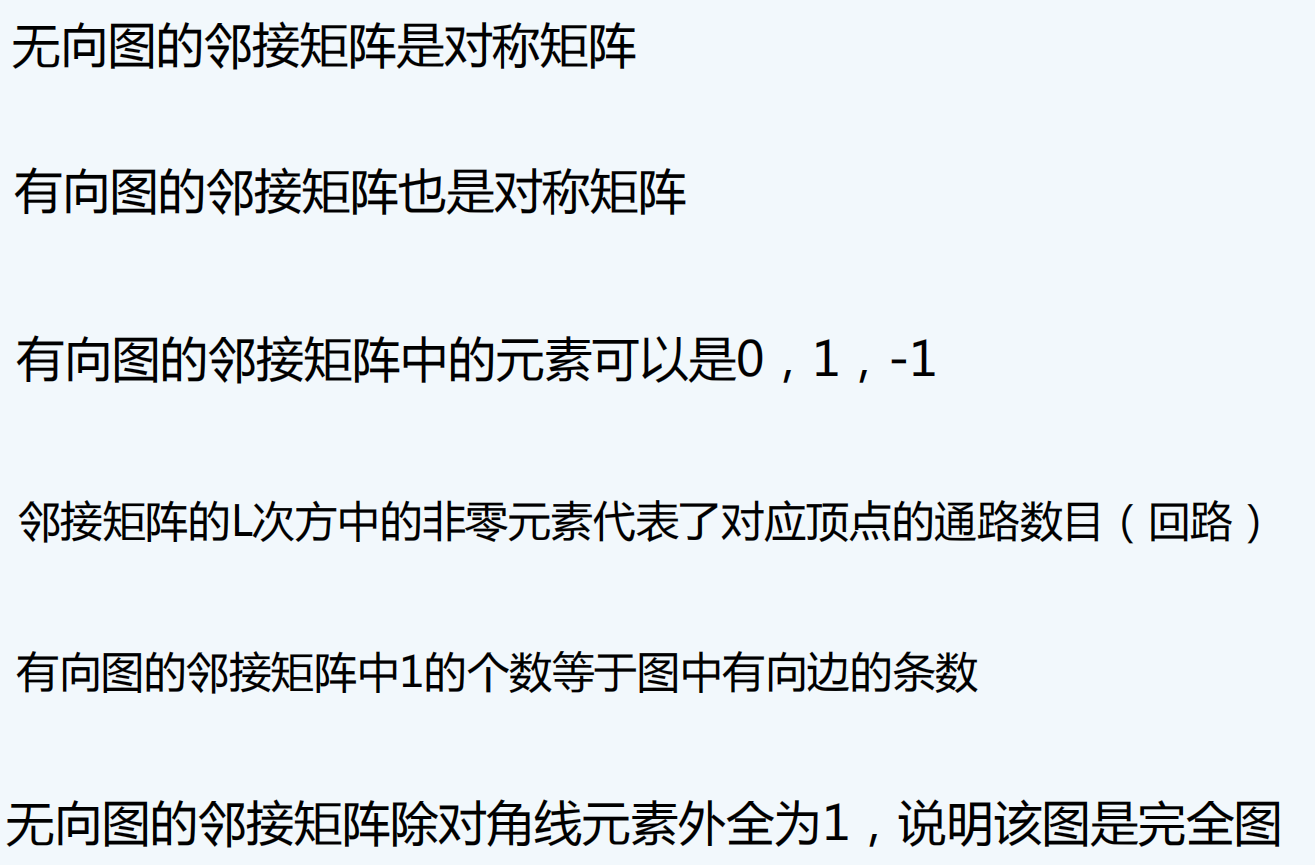 无向图的邻接矩阵是对称矩阵
有向图的邻接矩阵也是对称矩阵
有向图的邻接矩阵中的元素可以是0，1，-1
邻接矩阵的L次方中的非零元素代表了对应顶点的通路数目（回路）
有向图的邻接矩阵中1的个数等于图中有向边的条数
无向图的邻接矩阵除对角线元素外全为1，说明该图是完全图